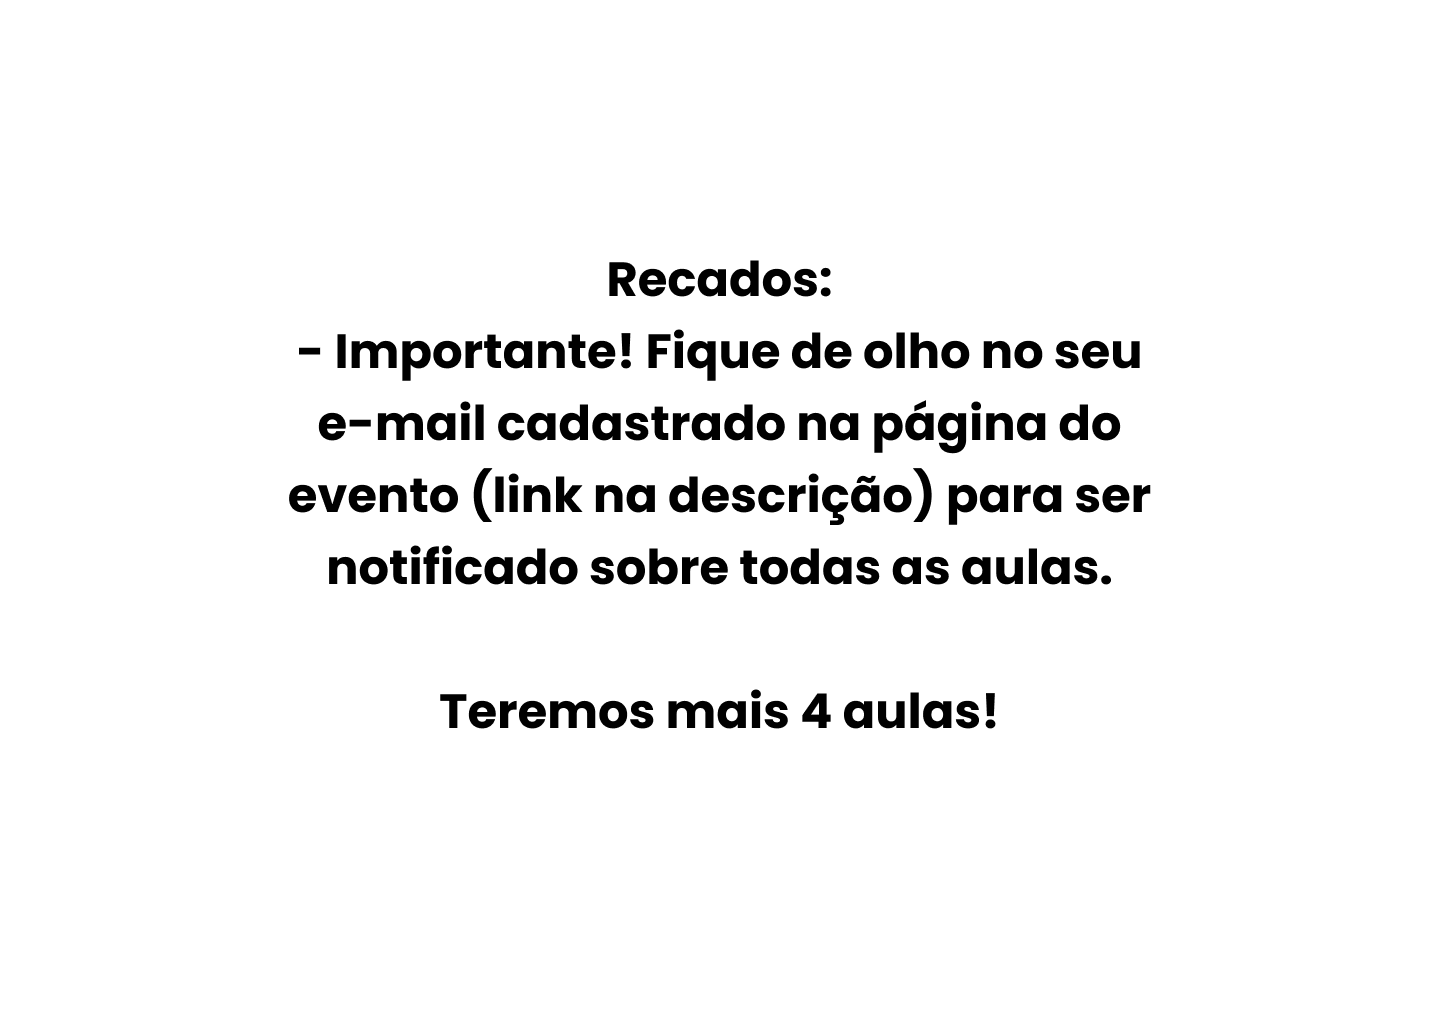 Recados:
- Importante! Fique de olho no seu
e-mail cadastrado na página do
evento (link na descrição) para ser
notificado sobre todas as aulas.
Teremos mais 4 aulas!